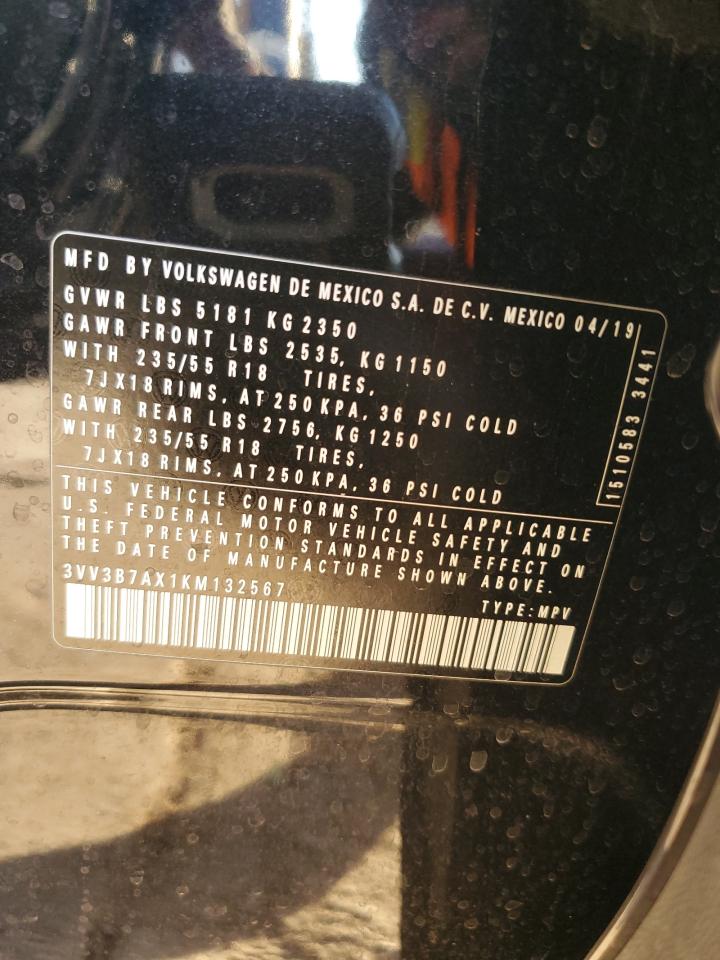 MFD BY VOLKSWAGEN DE MEXICO S.A. DE C.V. MEXICO 04/19
GVWR LBS 5181 KG 2350
GAWR FRONT LBS 2535, KG 1150
WITH 235/55 R18 TIRES,
7JX18 RIMS, AT 250 KPA, 36 PSI COLD
GAWR REAR LBS 2756, KG 1250
WITH 235/55 R18 TIRES,
7JX18 RIMS, AT 250 KPA, 36 PSI COLD
1510583 3441
THIS VEHICLE CONFORMS TO ALL APPLICABLE
U.S. FEDERAL MOTOR VEHICLE SAFETY AND
THEFT PREVENTION STANDARDS IN EFFECT ON
THE DATE OF MANUFACTURE SHOWN ABOVE.
3VV3B7AX1KM132567
TYPE:MPV